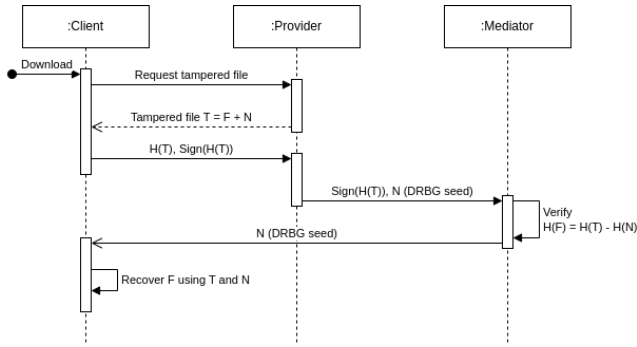 :Client
:Provider
:Mediator
Download
Request tampered file
Tampered file T = F + N
H(T), Sign(H(T))
Sign(H(T)), N (DRBG seed)
Verify
H(F) = H(T) - H(N)
N (DRBG seed)
Recover F using T and N